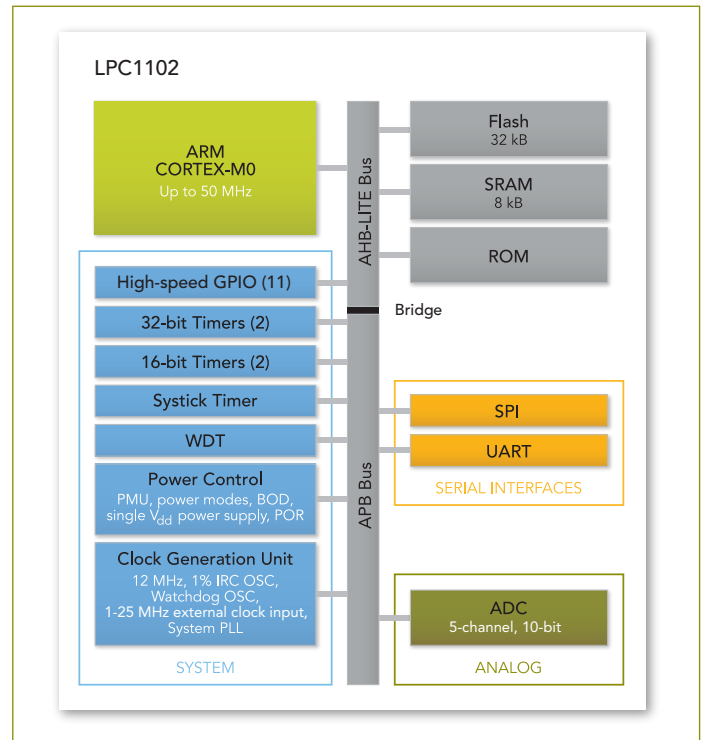 LPC1102
ARM
CORTEX-M0
Up to 50 MHz
AHB-LITE Bus
Flash
32 kB
SRAM
8 kB
ROM
High-speed GPIO (11)
Bridge
32-bit Timers (2)
16-bit Timers (2)
Systick Timer
WDT
Power Control
PMU, power modes, BOD,
single Vdd power supply, POR
Clock Generation Unit
12 MHz, 1% IRC OSC,
Watchdog OSC,
1-25 MHz external clock input,
System PLL
SYSTEM
APB Bus
SPI
UART
SERIAL INTERFACES
ADC
5-channel, 10-bit
ANALOG